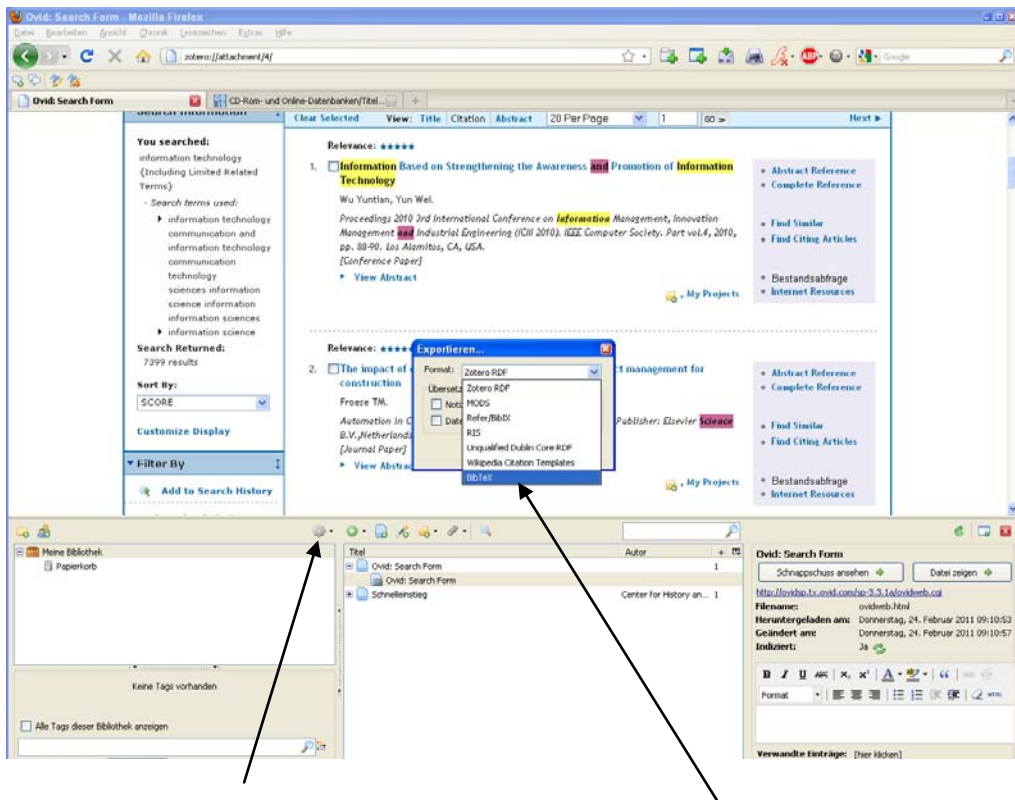 Ovid: Search Form - Mozilla Firefox
Datei Bearbeiten Ansicht Chronik Lesezeichen Extras Hilfe
zotero://attachment/4/
Google
Ovid: Search Form
CD-Rom- und Online-Datenbanken/Titel...
Search Information
Clear Selected View: Title Citation Abstract 20 Per Page 1 GO Next
You searched:
information technology
{Including Limited Related
Terms}
- Search terms used:
information technology
communication and
information technology
communication
technology
sciences information
science information
information sciences
information science
Search Returned:
7399 results
Sort By:
SCORE
Customize Display
Filter By
Add to Search History
Relevance:
1. Information Based on Strengthening the Awareness and Promotion of Information
Technology
Wu Yuntian, Yun Wei.
Proceedings 2010 3rd International Conference on Information Management, Innovation
Management and Industrial Engineering (ICIII 2010). IEEE Computer Society. Part vol.4, 2010,
pp. 88-90. Los Alamitos, CA, USA.
[Conference Paper]
View Abstract
My Projects
Abstract Reference
Complete Reference
Find Similar
Find Citing Articles
Bestandsabfrage
Internet Resources
Relevance:
2. The impact of ct management for
construction
Froese TM.
Automation in C Publisher: Elsevier Science
B.V.,Netherlands
[Journal Paper]
View Abstrac
My Projects
Abstract Reference
Complete Reference
Find Similar
Find Citing Articles
Bestandsabfrage
Internet Resources
Exportieren...
Format: Zotero RDF
Übersetz
Noti
Date
Zotero RDF
MODS
Refer/BibIX
RIS
Unqualified Dublin Core RDF
Wikipedia Citation Templates
BibTeX
Meine Bibliothek
Papierkorb
Keine Tags vorhanden
Alle Tags dieser Bibliothek anzeigen
Titel Autor +
Ovid: Search Form 1
Ovid: Search Form
Schnelleinstieg Center for History an... 1
Ovid: Search Form
Schnappschuss ansehen Datei zeigen
http://ovidsp.tx.ovid.com/sp-3.3.1a/ovidweb.cgi
Filename: ovidweb.html
Heruntergeladen am: Donnerstag, 24. Februar 2011 09:10:53
Geändert am: Donnerstag, 24. Februar 2011 09:10:57
Indiziert: Ja
B I U ABC X, X' A
Format HTML
Verwandte Einträge: [hier klicken]